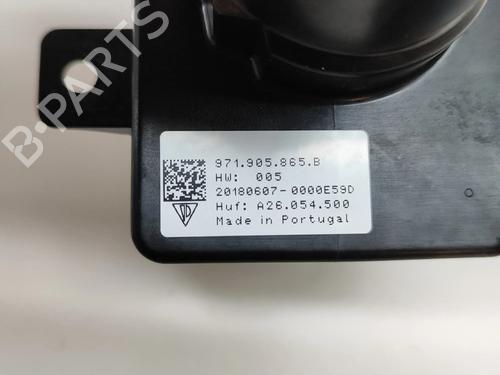 B-PARTS
971.905.865.B
HW: 005
20180607-0000E59D
Huf: A26.054.500
Made in Portugal